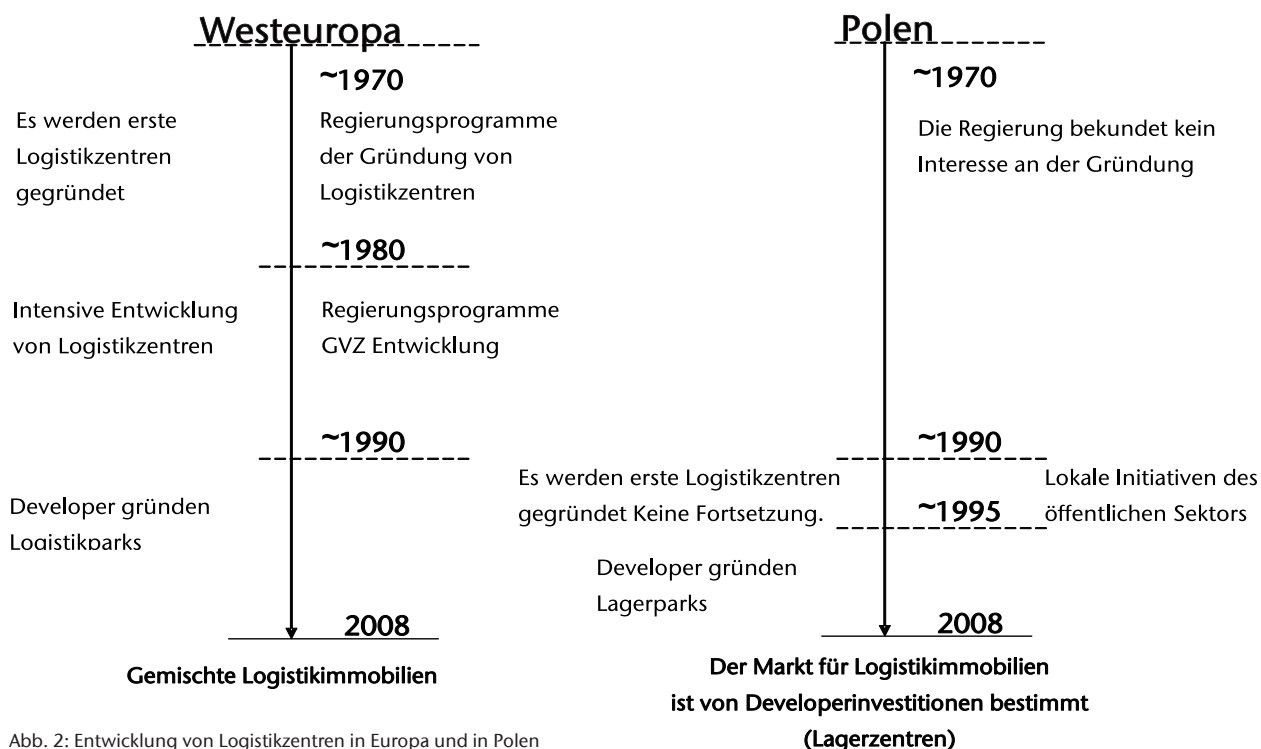 Westeuropa
~1970
Es werden erste
Logistikzentren
gegründet
Regierungsprogramme
der Gründung von
Logistikzentren
~1980
Intensive Entwicklung
von Logistikzentren
Regierungsprogramme
GVZ Entwicklung
~1990
Developer gründen
Logistikparks
2008
Gemischte Logistikimmobilien
Polen
~1970
Die Regierung bekundet kein
Interesse an der Gründung
~1990
Es werden erste Logistikzentren
gegründet Keine Fortsetzung.
Lokale Initiativen des
öffentlichen Sektors
~1995
Developer gründen
Lagerparks
2008
Der Markt für Logistikimmobilien
ist von Developerinvestitionen bestimmt
(Lagerzentren)
Abb. 2: Entwicklung von Logistikzentren in Europa und in Polen